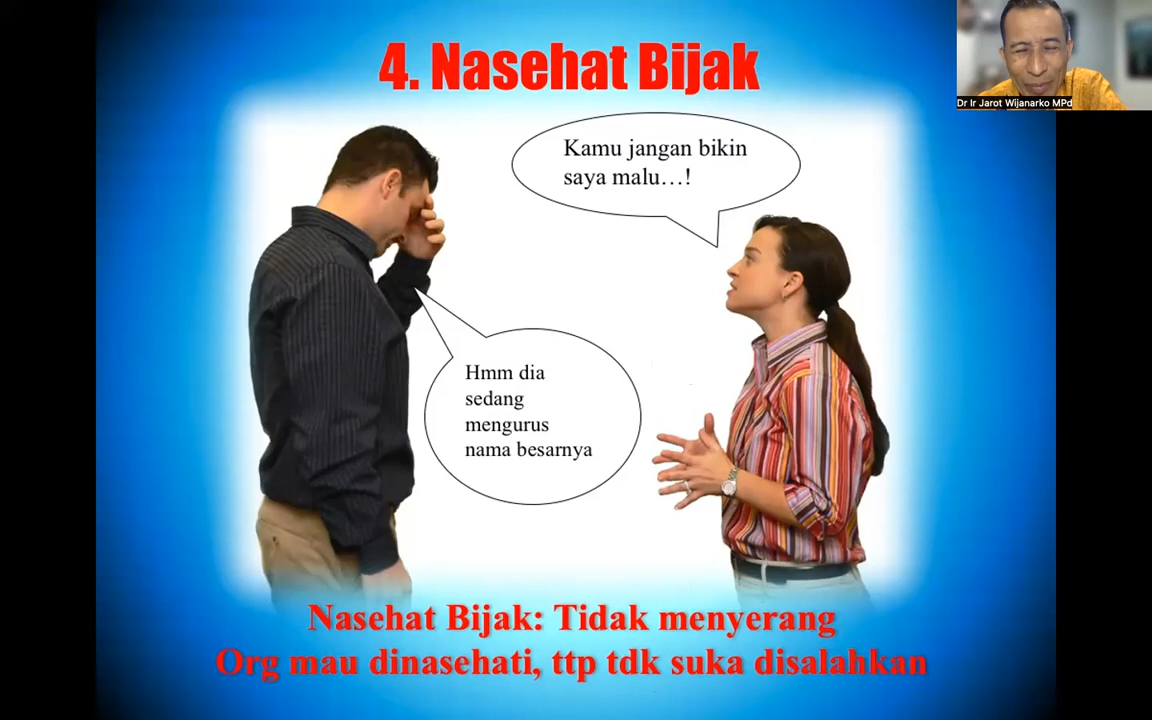 4. Nasehat Bijak
Dr Ir Jarot Wijanarko MPd
Kamu jangan bikin
saya malu…!
Hmm dia
sedang
mengurus
nama besarnya
Nasehat Bijak: Tidak menyerang
Org mau dinasehati, ttp tdk suka disalahkan